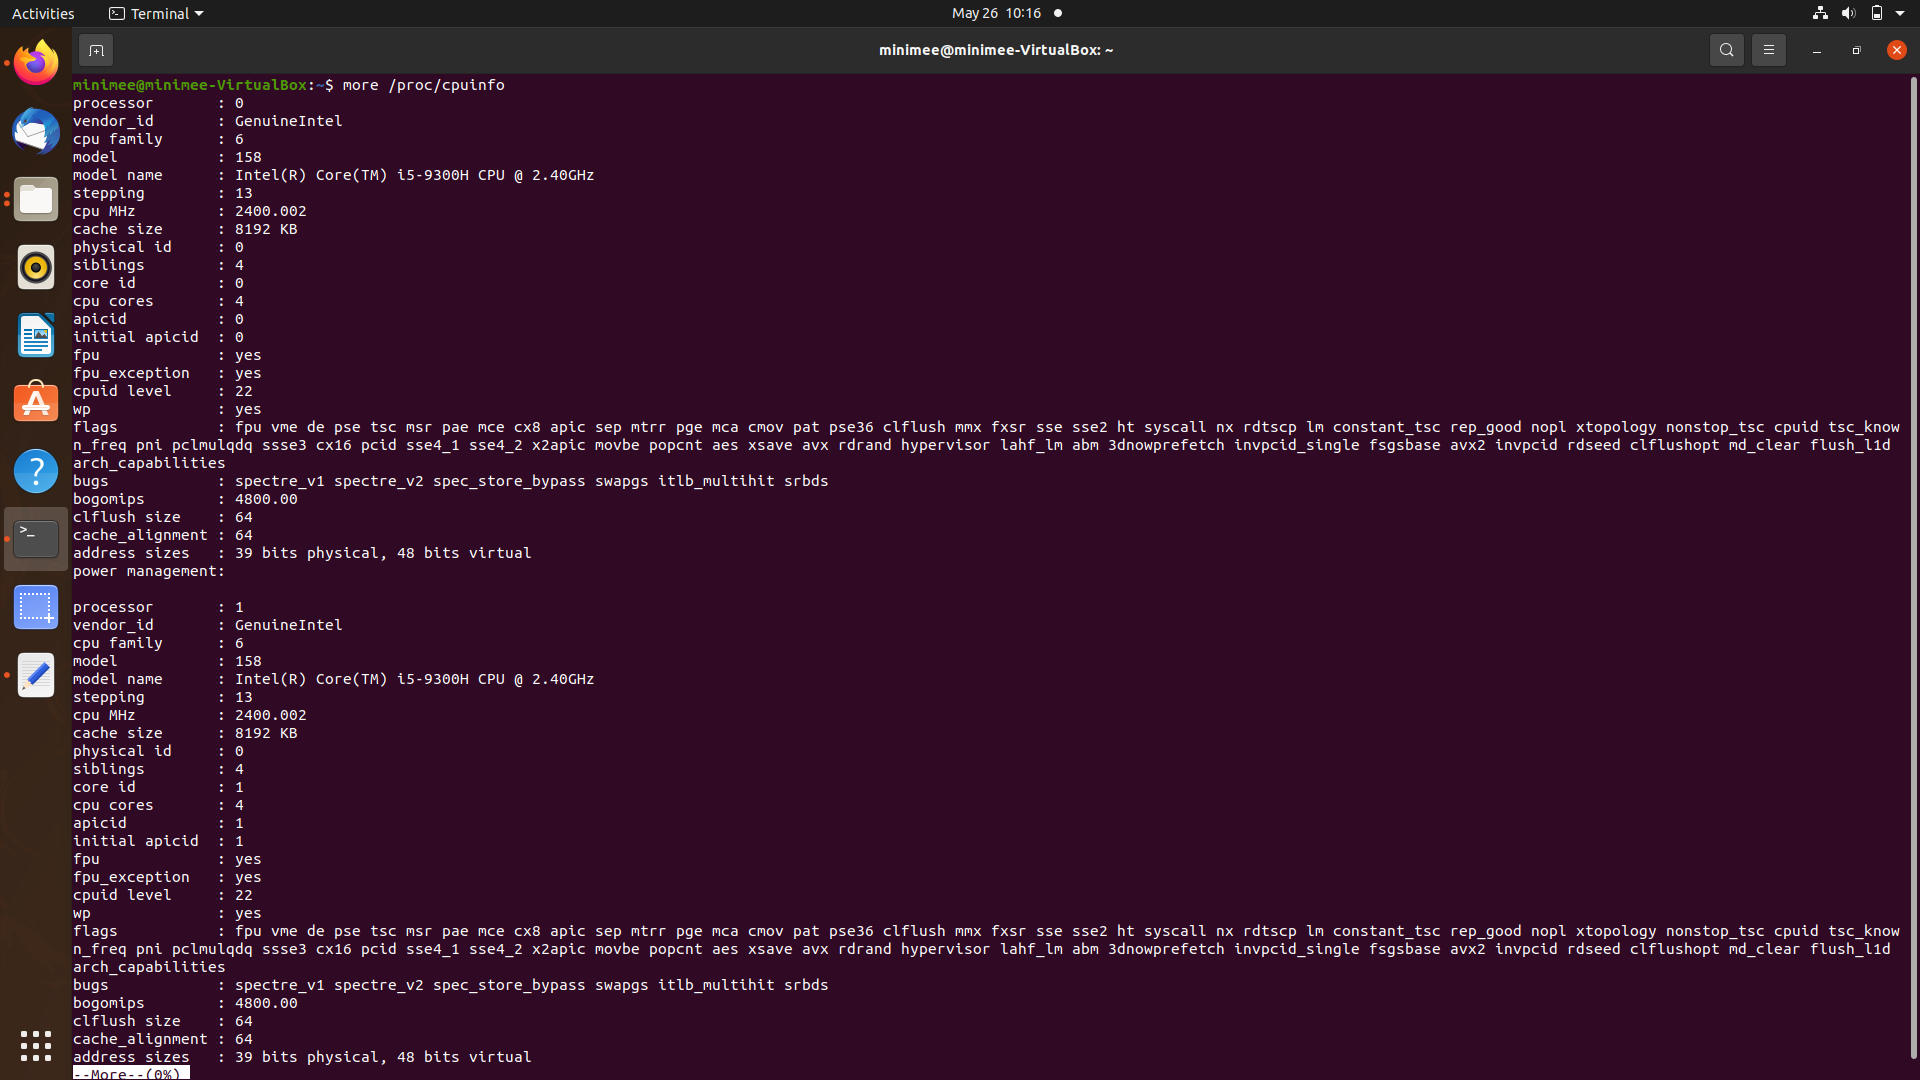 Activities Terminal May 26 10:16
minimee@minimee-VirtualBox: ~
minimee@minimee-VirtualBox:~$ more /proc/cpuinfo
processor : 0
vendor_id : GenuineIntel
cpu family : 6
model : 158
model name : Intel(R) Core(TM) i5-9300H CPU @ 2.40GHz
stepping : 13
cpu MHz : 2400.002
cache size : 8192 KB
physical id : 0
siblings : 4
core id : 0
cpu cores : 4
apicid : 0
initial apicid : 0
fpu : yes
fpu_exception : yes
cpuid level : 22
wp : yes
flags : fpu vme de pse tsc msr pae mce cx8 apic sep mtrr pge mca cmov pat pse36 clflush mmx fxsr sse sse2 ht syscall nx rdtscp lm constant_tsc rep_good nopl xtopology nonstop_tsc cpuid tsc_know
n_freq pni pclmulqdq ssse3 cx16 pcid sse4_1 sse4_2 x2apic movbe popcnt aes xsave avx rdrand hypervisor lahf_lm abm 3dnowprefetch invpcid_single fsgsbase avx2 invpcid rdseed clflushopt md_clear flush_l1d
arch_capabilities
bugs : spectre_v1 spectre_v2 spec_store_bypass swapgs itlb_multihit srbds
bogomips : 4800.00
clflush size : 64
cache_alignment : 64
address sizes : 39 bits physical, 48 bits virtual
power management:
processor : 1
vendor_id : GenuineIntel
cpu family : 6
model : 158
model name : Intel(R) Core(TM) i5-9300H CPU @ 2.40GHz
stepping : 13
cpu MHz : 2400.002
cache size : 8192 KB
physical id : 0
siblings : 4
core id : 1
cpu cores : 4
apicid : 1
initial apicid : 1
fpu : yes
fpu_exception : yes
cpuid level : 22
wp : yes
flags : fpu vme de pse tsc msr pae mce cx8 apic sep mtrr pge mca cmov pat pse36 clflush mmx fxsr sse sse2 ht syscall nx rdtscp lm constant_tsc rep_good nopl xtopology nonstop_tsc cpuid tsc_know
n_freq pni pclmulqdq ssse3 cx16 pcid sse4_1 sse4_2 x2apic movbe popcnt aes xsave avx rdrand hypervisor lahf_lm abm 3dnowprefetch invpcid_single fsgsbase avx2 invpcid rdseed clflushopt md_clear flush_l1d
arch_capabilities
bugs : spectre_v1 spectre_v2 spec_store_bypass swapgs itlb_multihit srbds
bogomips : 4800.00
clflush size : 64
cache_alignment : 64
address sizes : 39 bits physical, 48 bits virtual
--More--(0%)